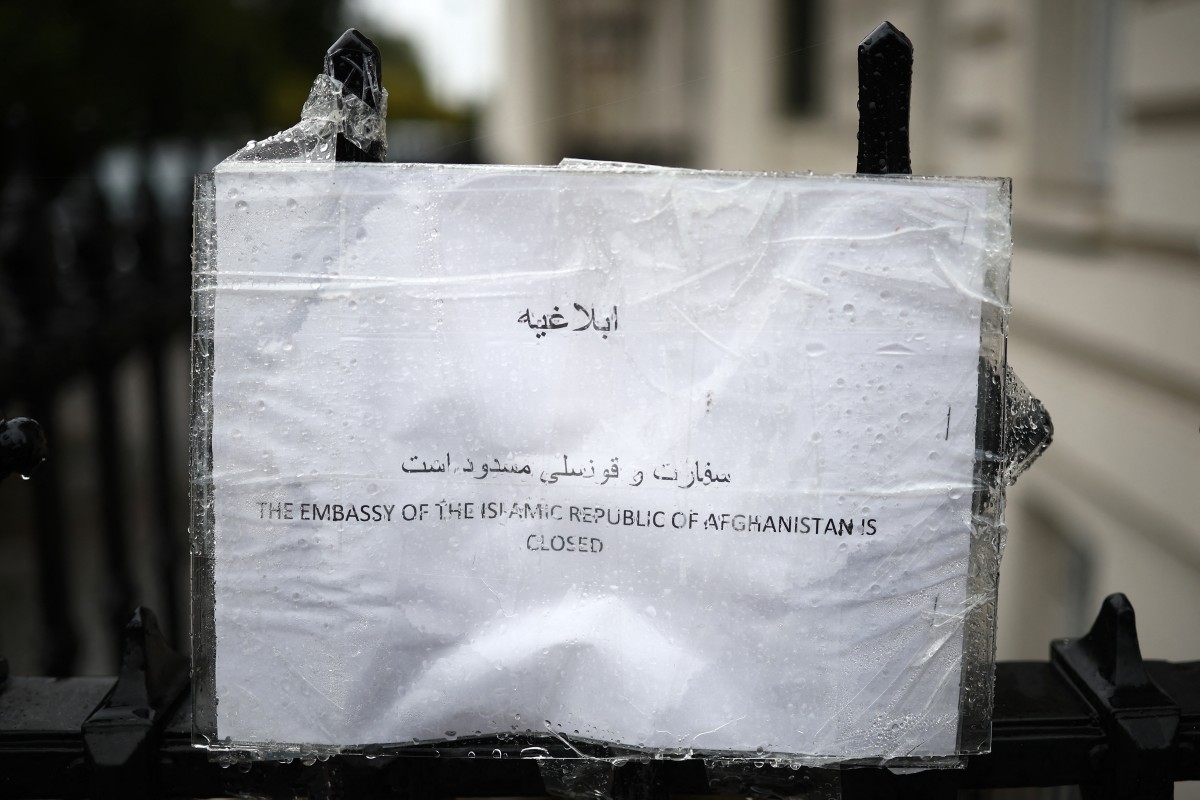 ابلاغیه
سفارت و قونسلی مسدود است
THE EMBASSY OF THE ISLAMIC REPUBLIC OF AFGHANISTAN IS
CLOSED